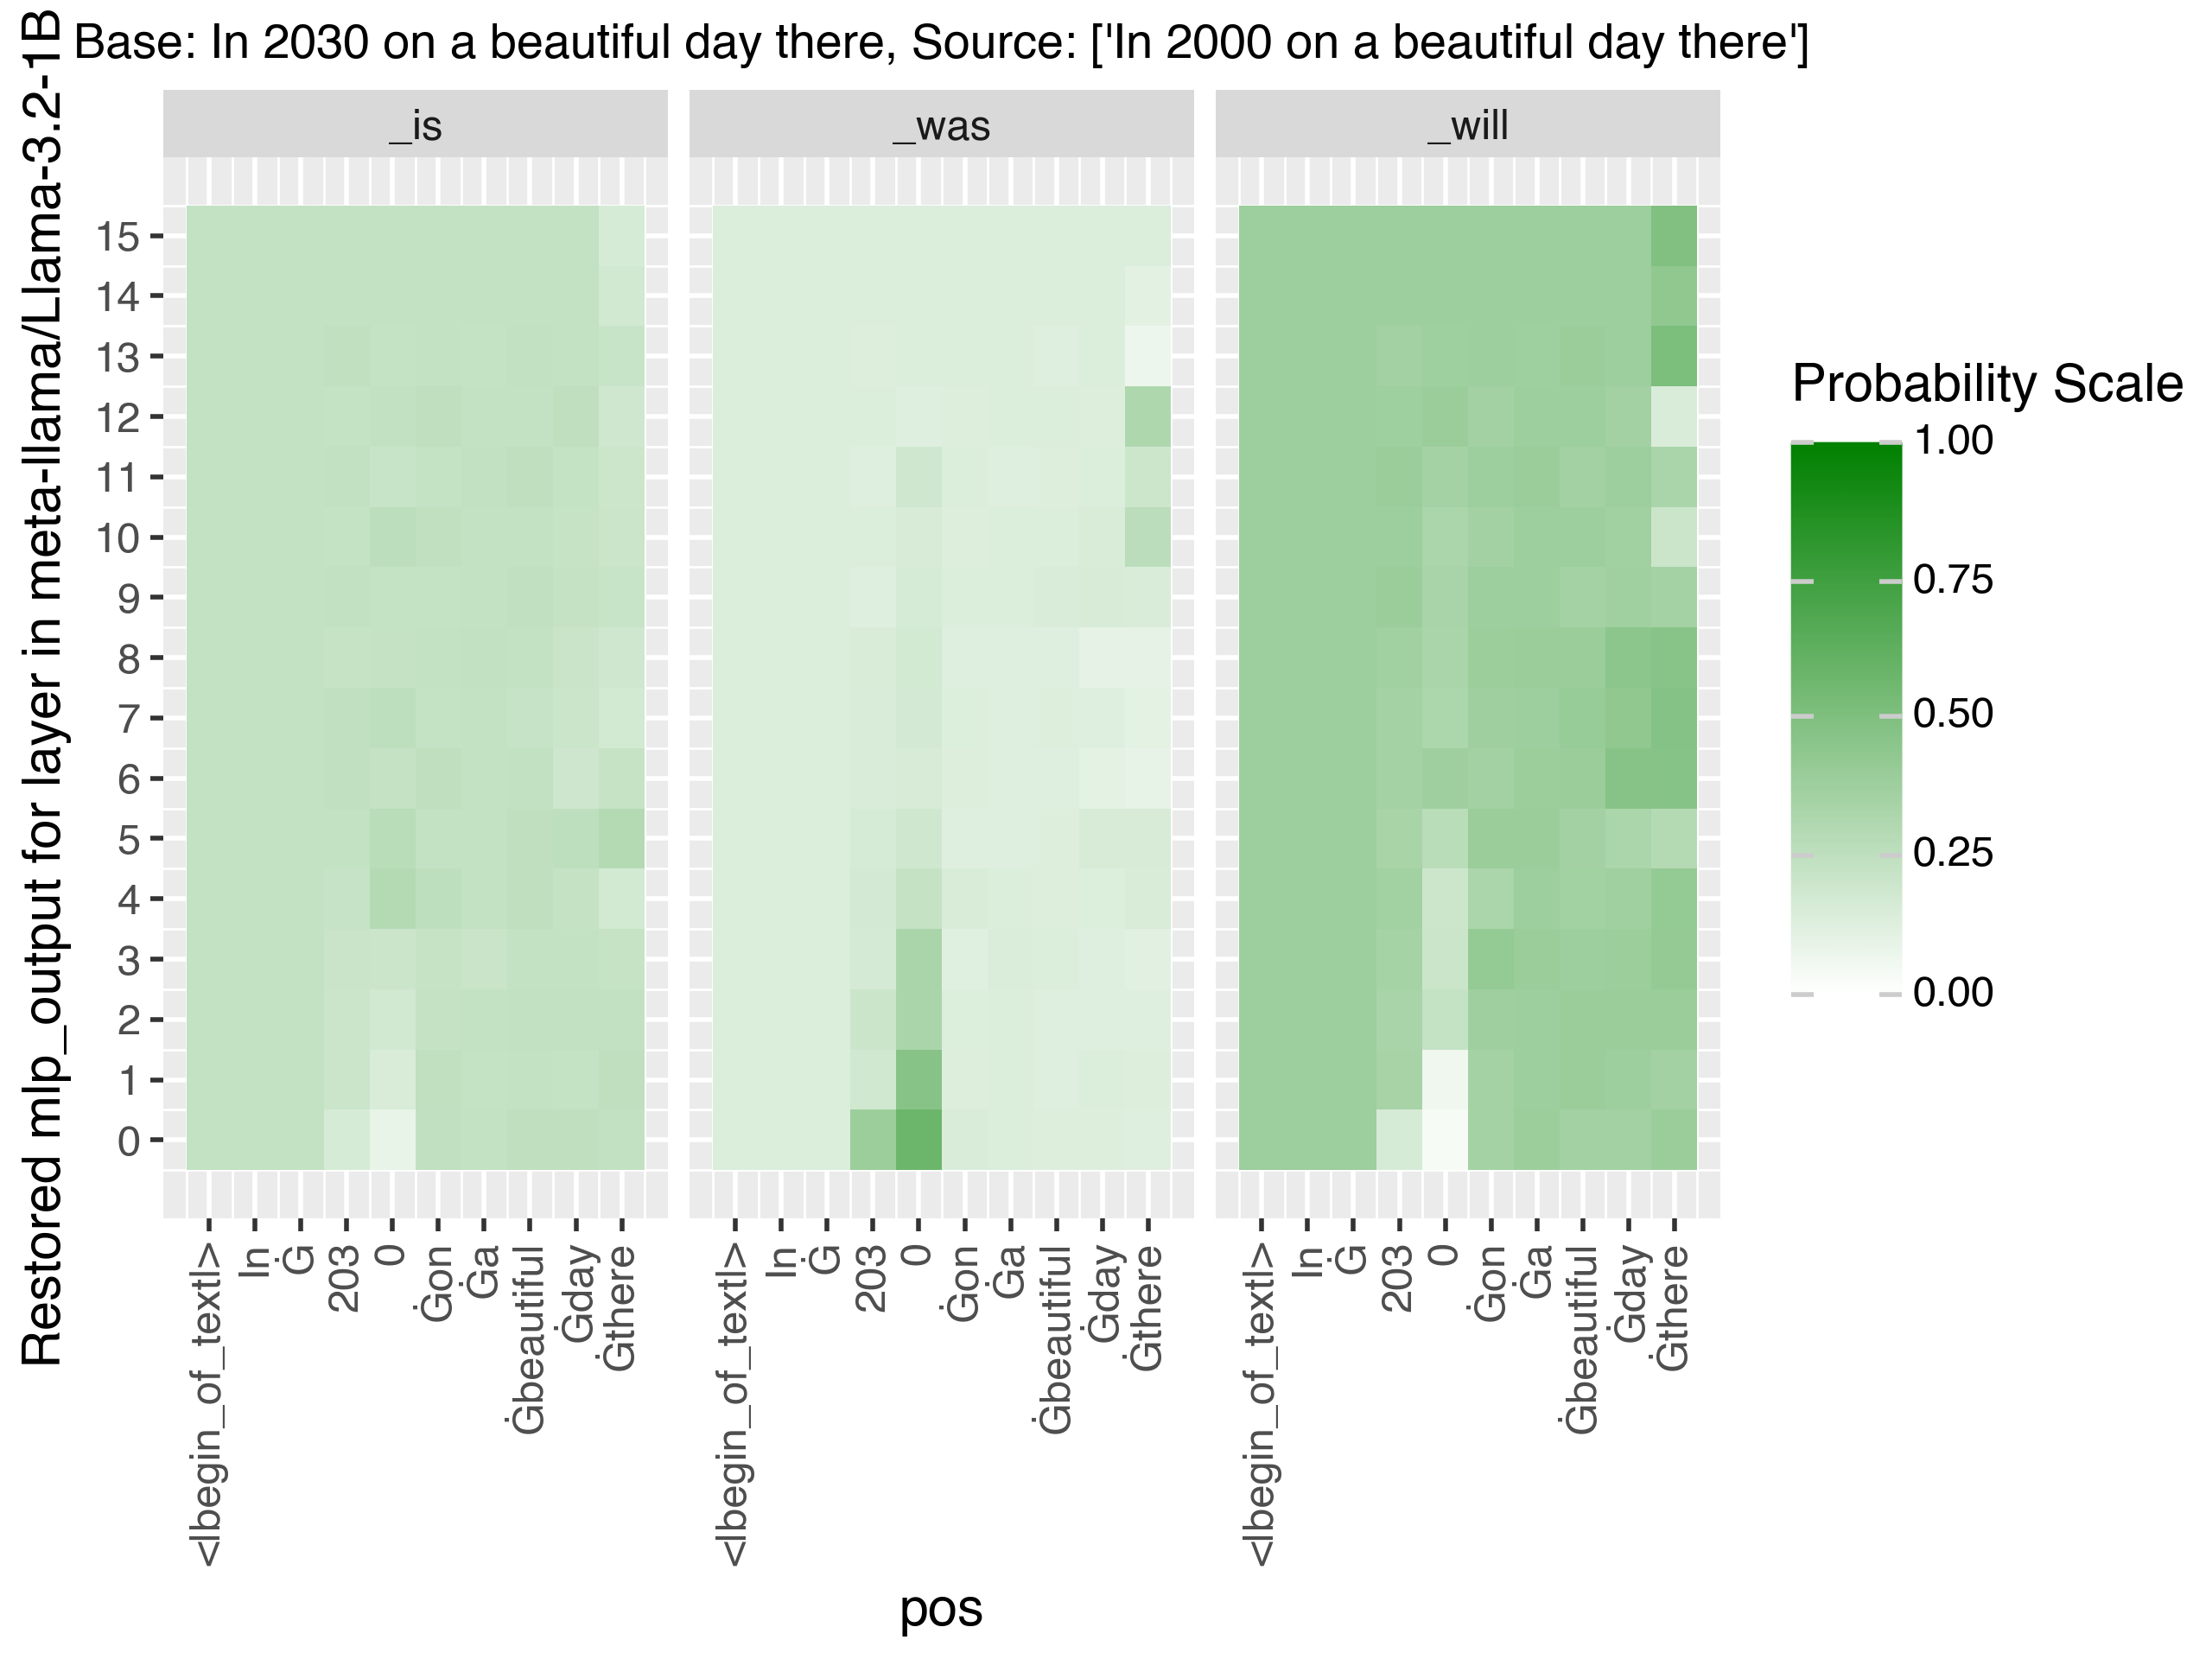 Base: In 2030 on a beautiful day there, Source: ['In 2000 on a beautiful day there']
Restored mlp_output for layer in meta-llama/Llama-3.2-1B
_is
_was
_will
15
14
13
12
11
10
9
8
7
6
5
4
3
2
1
0
<|begin_of_text|>
In
Ġ
203
0
Ġon
Ġa
Ġbeautiful
Ġday
Ġthere
<|begin_of_text|>
In
Ġ
203
0
Ġon
Ġa
Ġbeautiful
Ġday
Ġthere
<|begin_of_text|>
In
Ġ
203
0
Ġon
Ġa
Ġbeautiful
Ġday
Ġthere
pos
Probability Scale
1.00
0.75
0.50
0.25
0.00